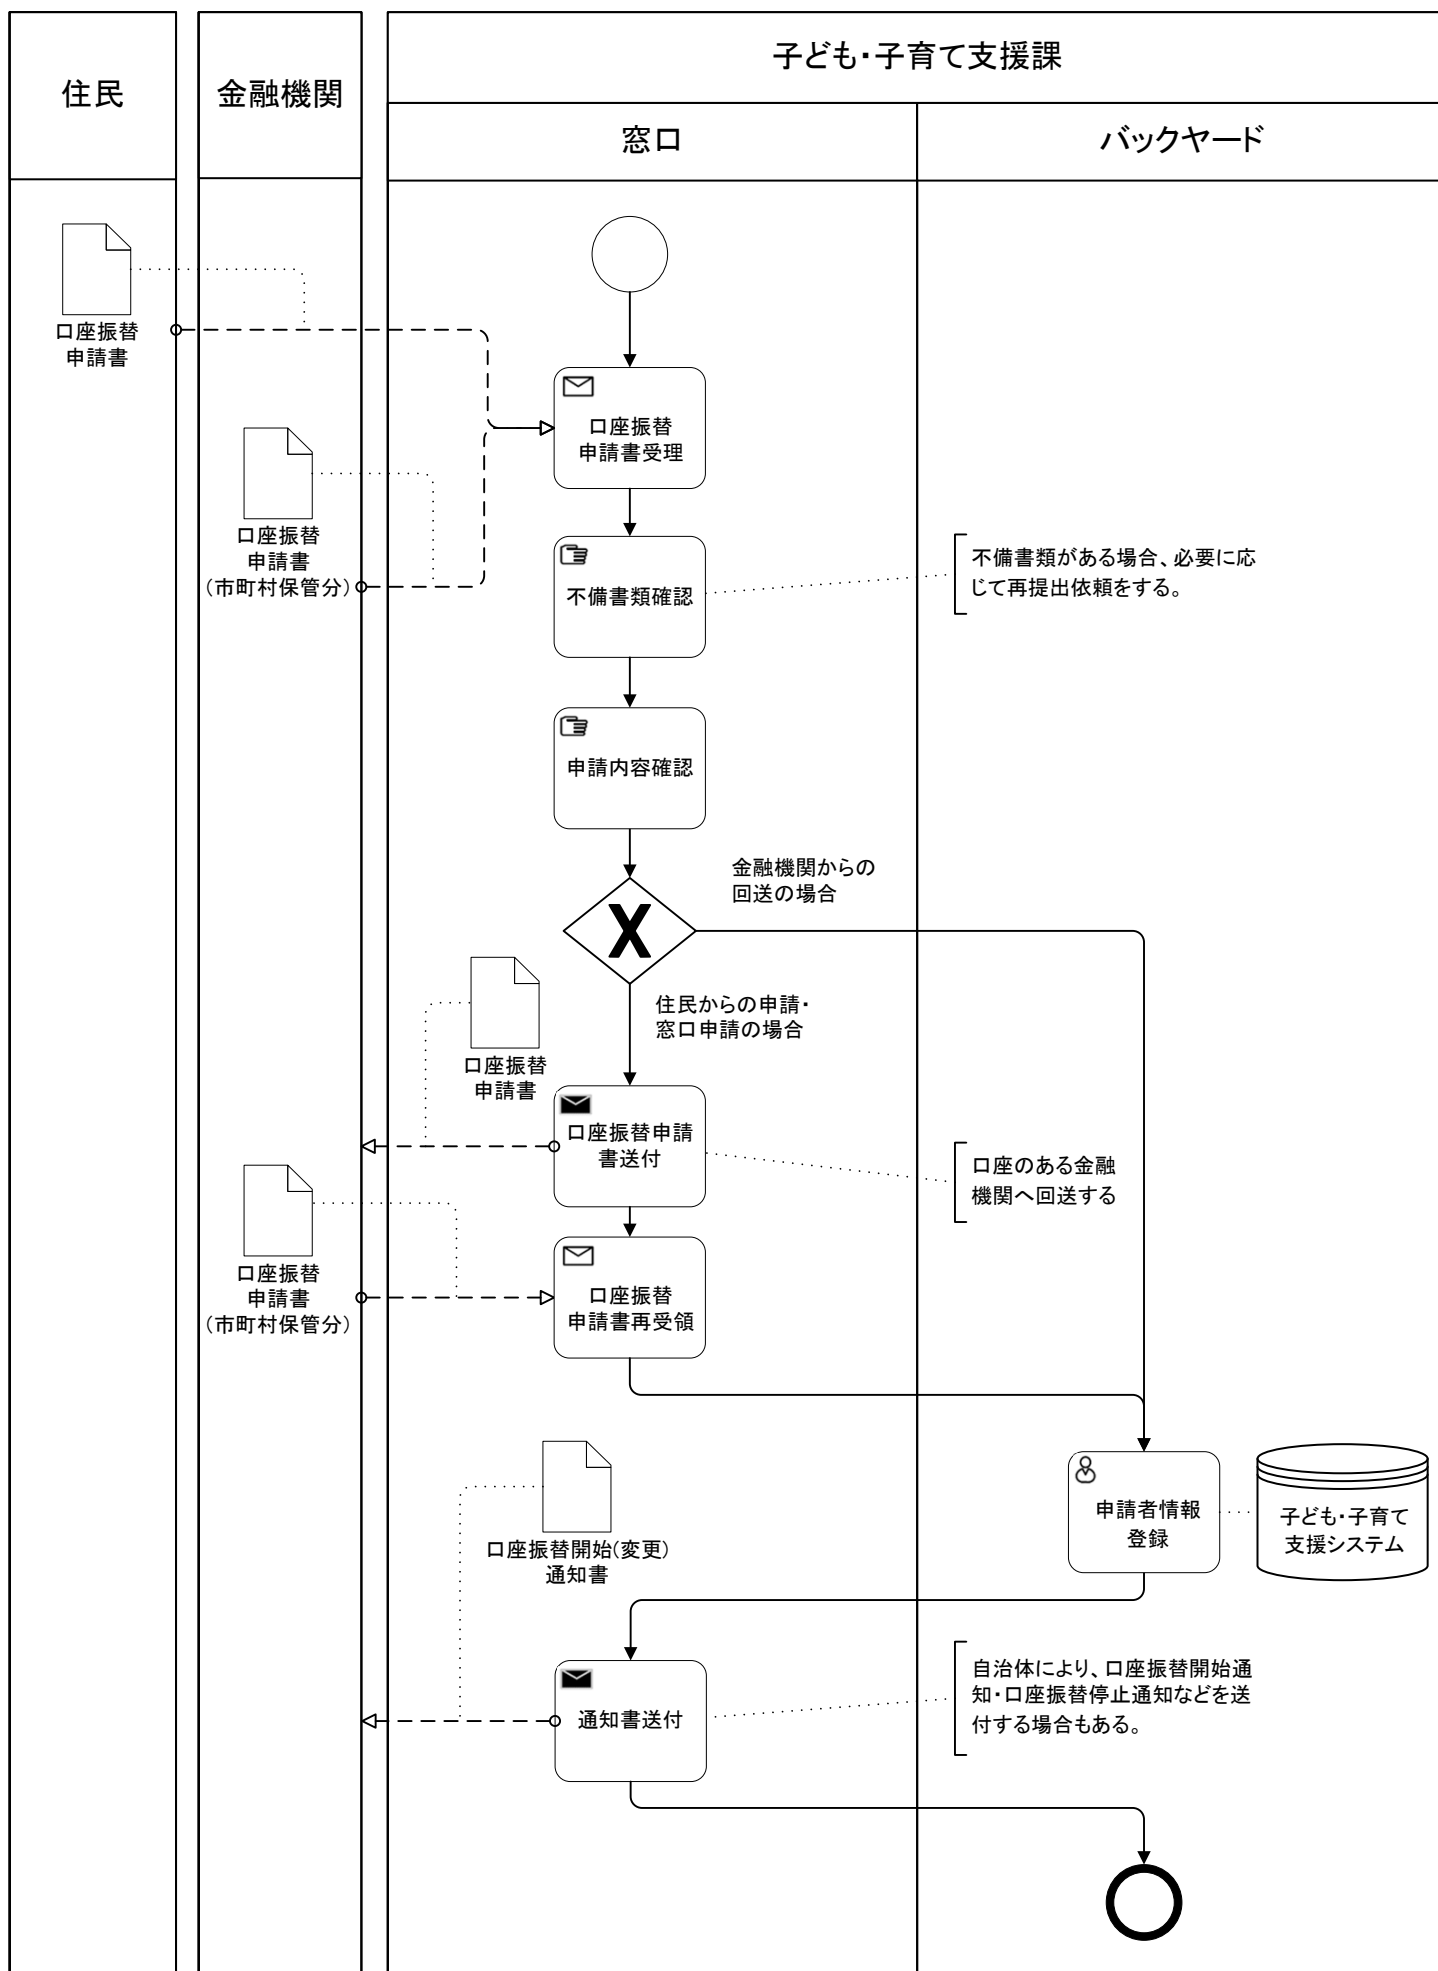 住民
金融機関
子ども・子育て支援課
窓口
バックヤード
口座振替
申請書
口座振替
申請書
(市町村保管分)
口座振替
申請書受理
不備書類確認
不備書類がある場合、必要に応
じて再提出依頼をする。
申請内容確認
金融機関からの
回送の場合
X
住民からの申請・
窓口申請の場合
口座振替
申請書
口座振替申請
書送付
口座のある金融
機関へ回送する
口座振替
申請書
(市町村保管分)
口座振替
申請書再受領
申請者情報
登録
子ども・子育て
支援システム
口座振替開始(変更)
通知書
通知書送付
自治体により、口座振替開始通
知・口座振替停止通知などを送
付する場合もある。